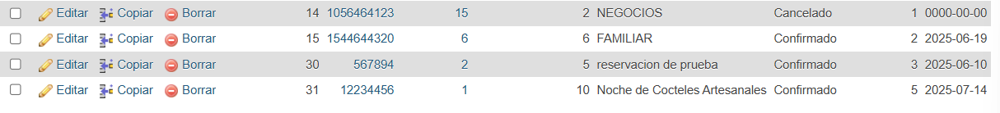 Editar Copiar Borrar 14 1056464123 15 2 NEGOCIOS Cancelado 1 0000-00-00
Editar Copiar Borrar 15 1544644320 6 6 FAMILIAR Confirmado 2 2025-06-19
Editar Copiar Borrar 30 567894 2 5 reservacion de prueba Confirmado 3 2025-06-10
Editar Copiar Borrar 31 12234456 1 10 Noche de Cocteles Artesanales Confirmado 5 2025-07-14